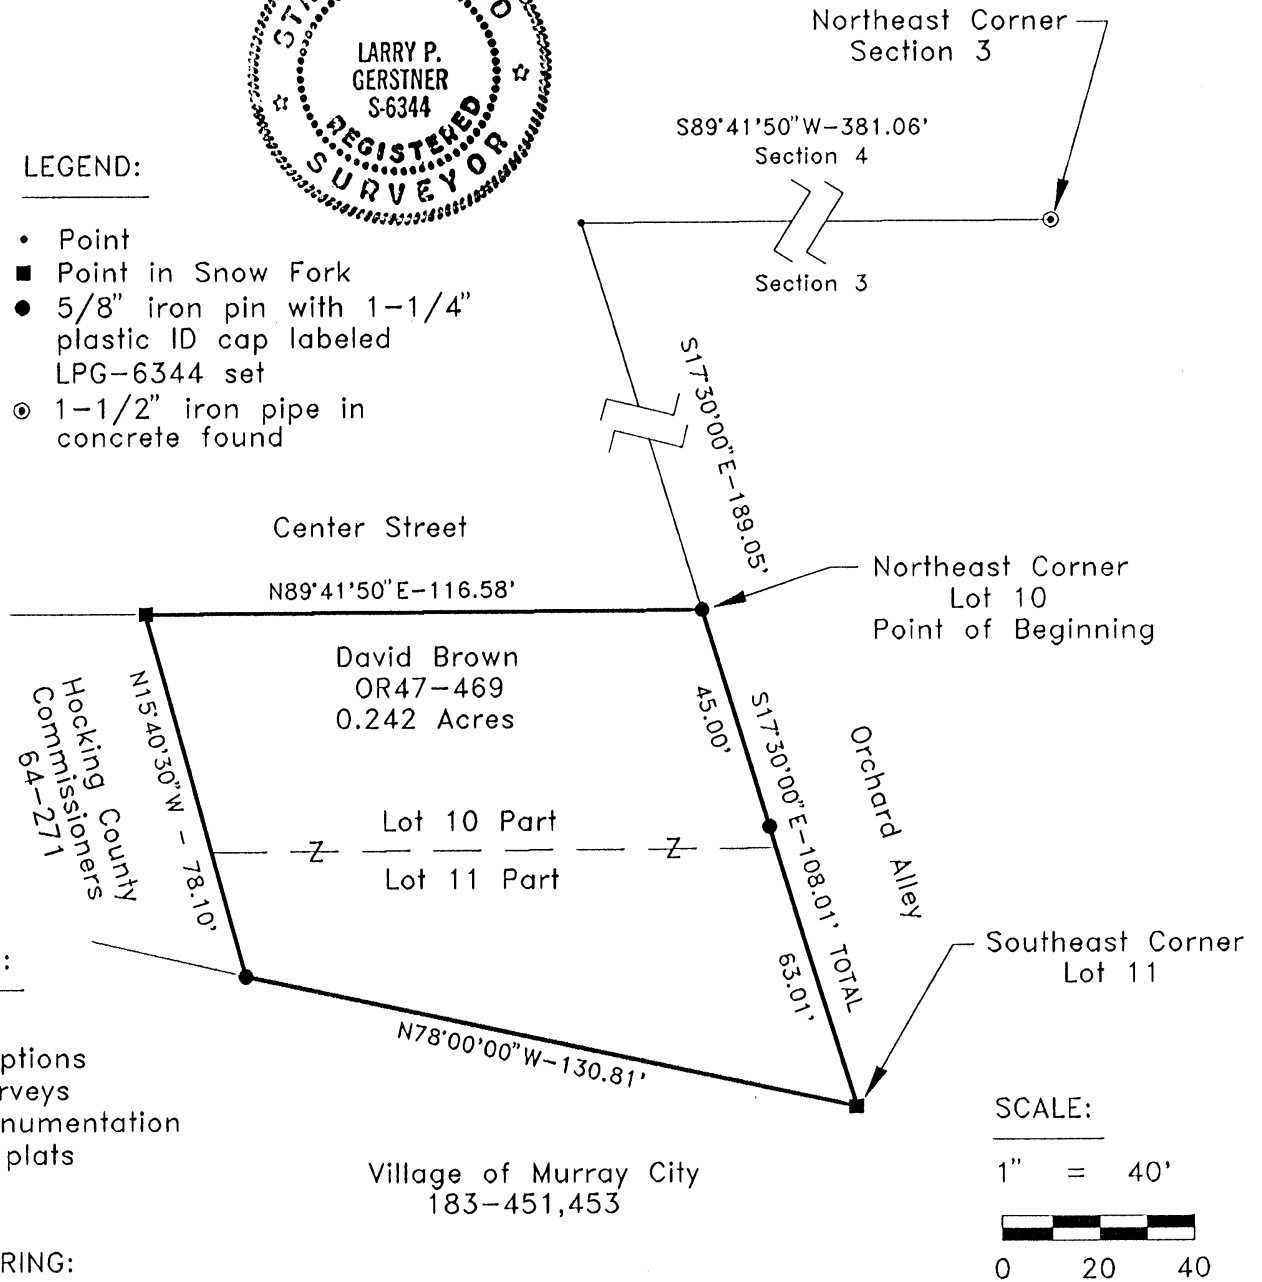 LARRY P.
GERSTNER
S-6344
REGISTERED
SURVEYOR
Northeast Corner
Section 3
S89°41'50"W-381.06'
Section 4
Section 3
LEGEND:
Point
Point in Snow Fork
5/8" iron pin with 1-1/4"
plastic ID cap labeled
LPG-6344 set
1-1/2" iron pipe in
concrete found
S17°30'00"E-189.05'
Center Street
N89°41'50"E-116.58'
Northeast Corner
Lot 10
Point of Beginning
David Brown
OR47-469
0.242 Acres
N15°40'30"W - 78.10'
Hocking County
Commissioners
64-271
45.00'
S17°30'00"E-108.01' TOTAL
Orchard Alley
Lot 10 Part
Z Z
Lot 11 Part
63.01'
Southeast Corner
Lot 11
N78°00'00"W-130.81'
:
ptions
rveys
numentation
plats
Village of Murray City
183-451,453
SCALE:
1" = 40'
0 20 40
RING: